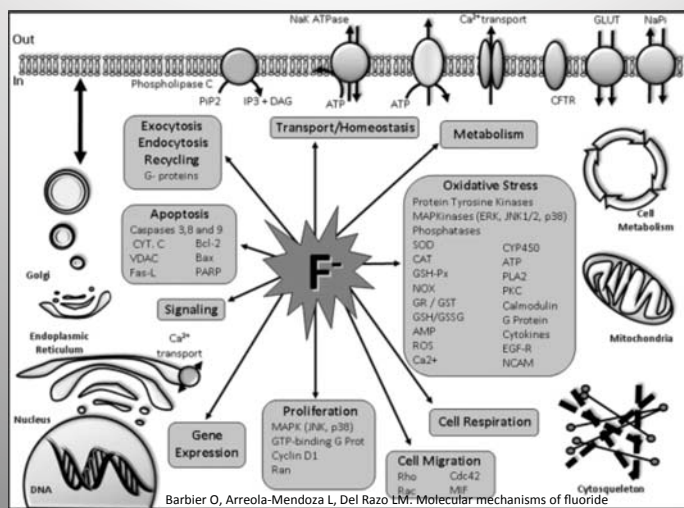 NaK ATPase
Ca²⁺ transport
GLUT
NaPi
Out
In
Phospholipase C
PiP2
IP3 + DAG
ATP
ATP
CFTR
Exocytosis
Endocytosis
Recycling
G- proteins
Transport/Homeostasis
Metabolism
Oxidative Stress
Protein Tyrosine Kinases
MAPKinases (ERK, JNK1/2, p38)
Phosphatases
SOD
CAT
GSH-Px
NOX
GR / GST
GSH/GSSG
AMP
ROS
Ca2+
CYP450
ATP
PLA2
PKC
Calmodulin
G Protein
Cytokines
EGF-R
NCAM
Cell
Metabolism
Apoptosis
Caspases 3,8 and 9
CYT. C Bcl-2
VDAC Bax
Fas-L PARP
F⁻
Golgi
Signaling
Mitochondria
Endoplasmic
Reticulum
Ca²⁺
transport
Nucleus
DNA
Gene
Expression
Proliferation
MAPK (JNK, p38)
GTP-binding G Prot
Cyclin D1
Ran
Cell Respiration
Cell Migration
Rho Cdc42
Rac MIF
Cytosqueleton
Barbier O, Arreola-Mendoza L, Del Razo LM. Molecular mechanisms of fluoride